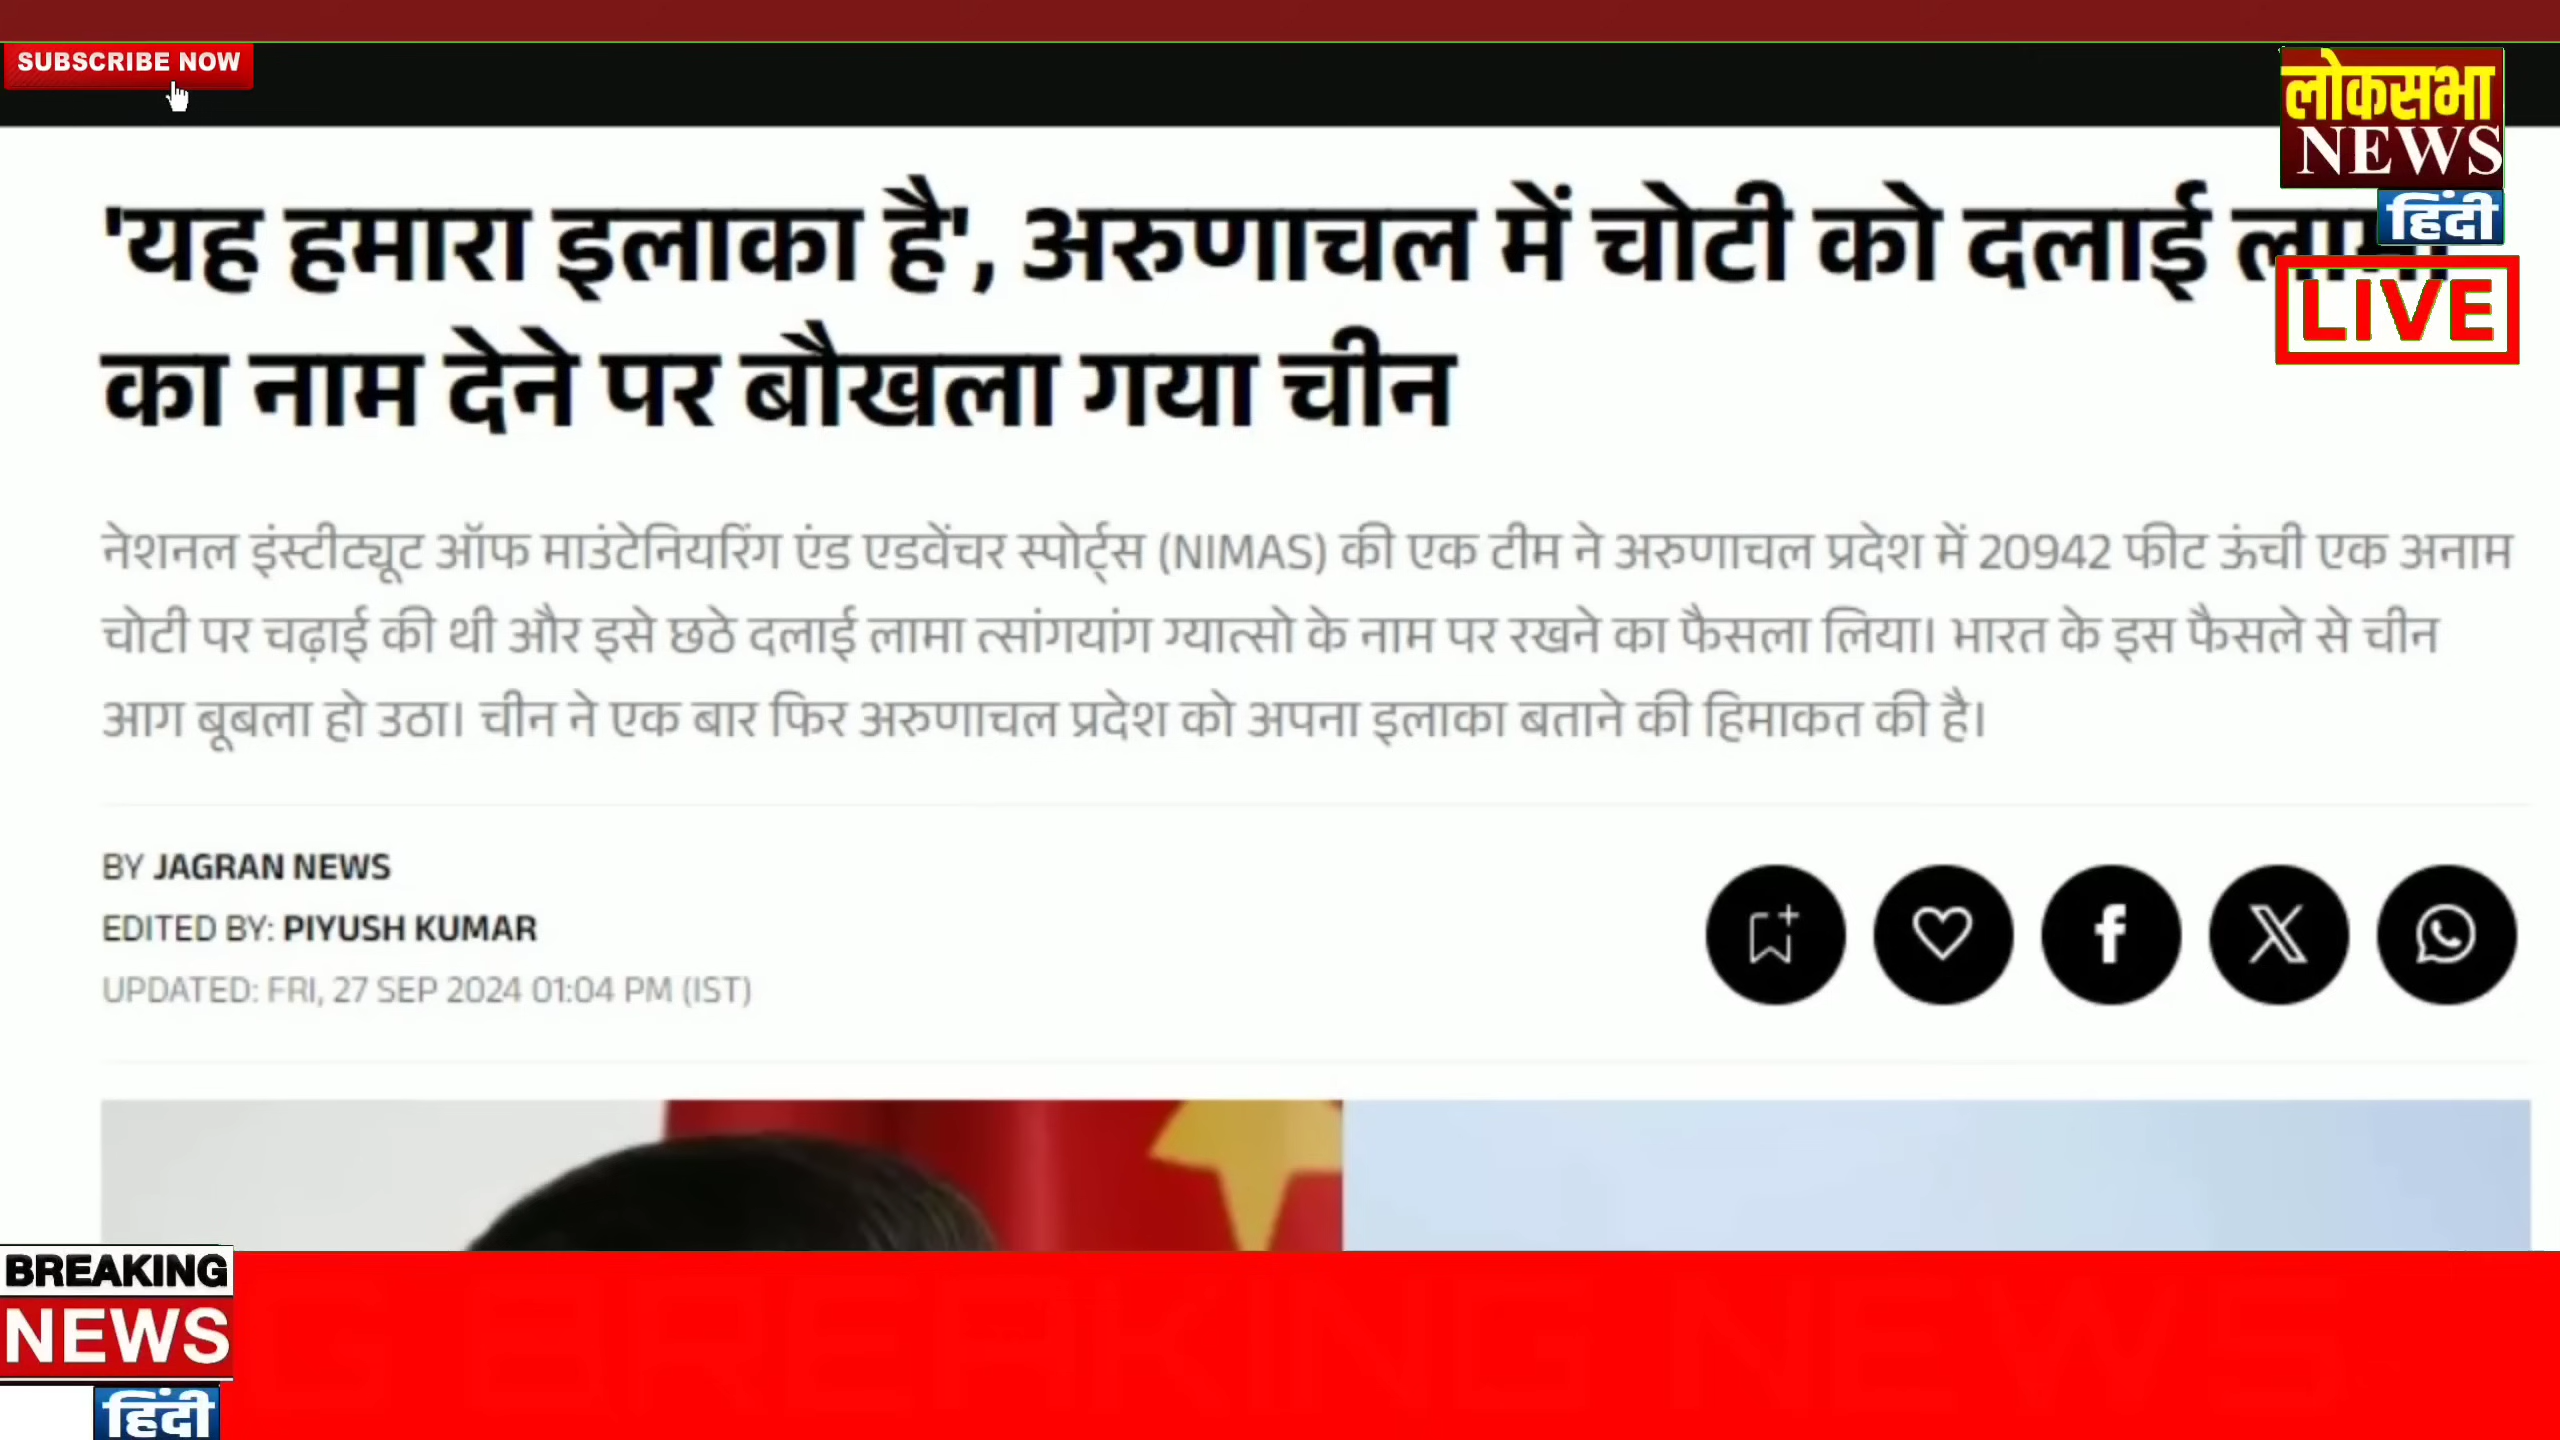 SUBSCRIBE NOW
लोकसभा
NEWS
हिंदी
LIVE
'यह हमारा इलाका है', अरुणाचल में चोटी को दलाई लामा
का नाम देने पर बौखला गया चीन
नेशनल इंस्टीट्यूट ऑफ माउंटेनियरिंग एंड एडवेंचर स्पोर्ट्स (NIMAS) की एक टीम ने अरुणाचल प्रदेश में 20942 फीट ऊंची एक अनाम
चोटी पर चढ़ाई की थी और इसे छठे दलाई लामा त्सांगयांग ग्यात्सो के नाम पर रखने का फैसला लिया। भारत के इस फैसले से चीन
आग बूबला हो उठा। चीन ने एक बार फिर अरुणाचल प्रदेश को अपना इलाका बताने की हिमाकत की है।
BY JAGRAN NEWS
EDITED BY: PIYUSH KUMAR
UPDATED: FRI, 27 SEP 2024 01:04 PM (IST)
BREAKING
NEWS
हिंदी
G BREAKING NEWS